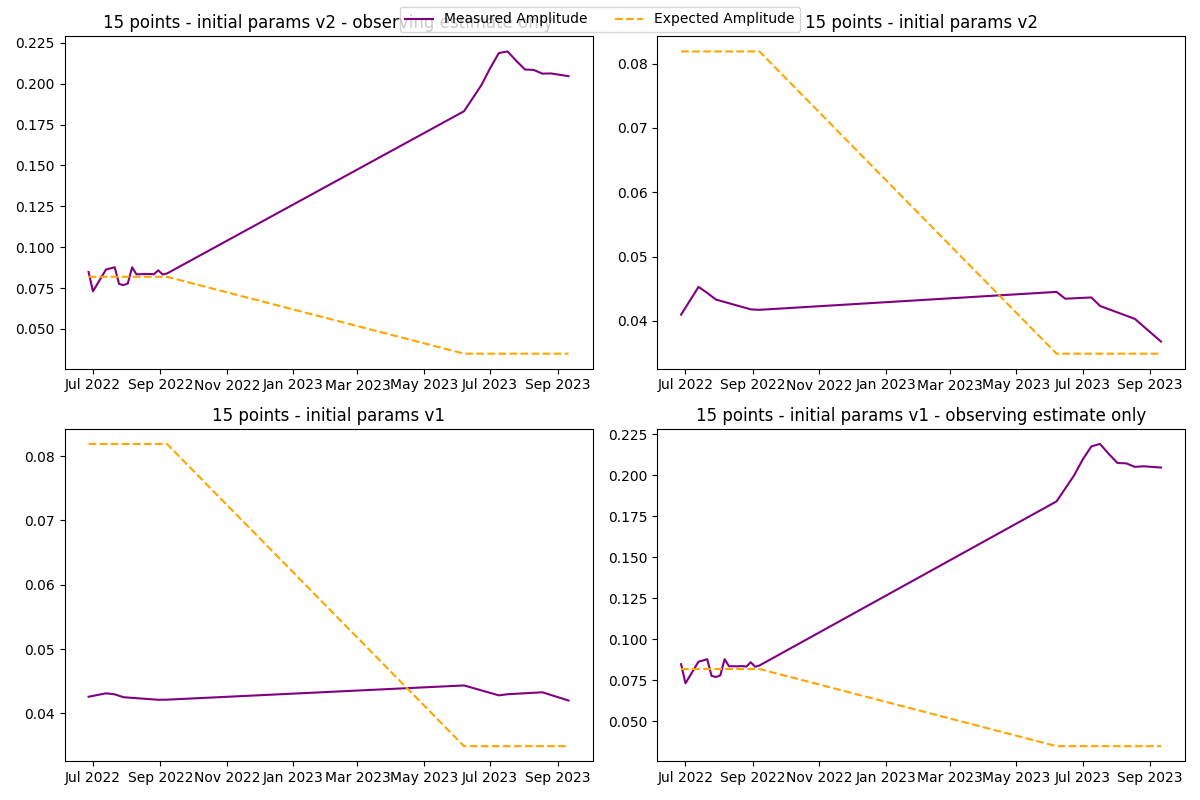 Measured Amplitude Expected Amplitude
15 points - initial params v2 - observing estimate only
0.225
0.200
0.175
0.150
0.125
0.100
0.075
0.050
Jul 2022 Sep 2022 Nov 2022 Jan 2023 Mar 2023 May 2023 Jul 2023 Sep 2023
15 points - initial params v2
0.08
0.07
0.06
0.05
0.04
Jul 2022 Sep 2022 Nov 2022 Jan 2023 Mar 2023 May 2023 Jul 2023 Sep 2023
15 points - initial params v1
0.08
0.07
0.06
0.05
0.04
Jul 2022 Sep 2022 Nov 2022 Jan 2023 Mar 2023 May 2023 Jul 2023 Sep 2023
15 points - initial params v1 - observing estimate only
0.225
0.200
0.175
0.150
0.125
0.100
0.075
0.050
Jul 2022 Sep 2022 Nov 2022 Jan 2023 Mar 2023 May 2023 Jul 2023 Sep 2023